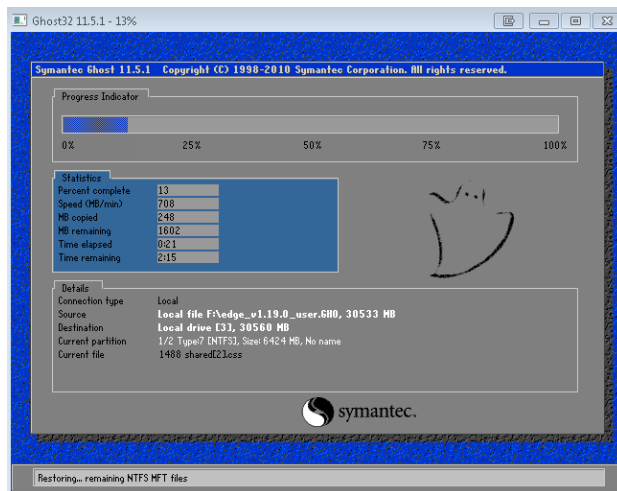 Ghost32 11.5.1 - 13%
Symantec Ghost 11.5.1 Copyright (C) 1998-2010 Symantec Corporation. All rights reserved.
Progress Indicator
0% 25% 50% 75% 100%
Statistics
Percent complete 13
Speed (MB/min) 708
MB copied 248
MB remaining 1602
Time elapsed 0:21
Time remaining 2:15
Details
Connection type Local
Source Local file F:\edge_v1.19.0_user.GHO, 30533 MB
Destination Local drive [3], 30560 MB
Current partition 1/2 Type:7 [NTFS], Size: 6424 MB, No name
Current file 1488 shared[2].css
symantec.
Restoring... remaining NTFS MFT files